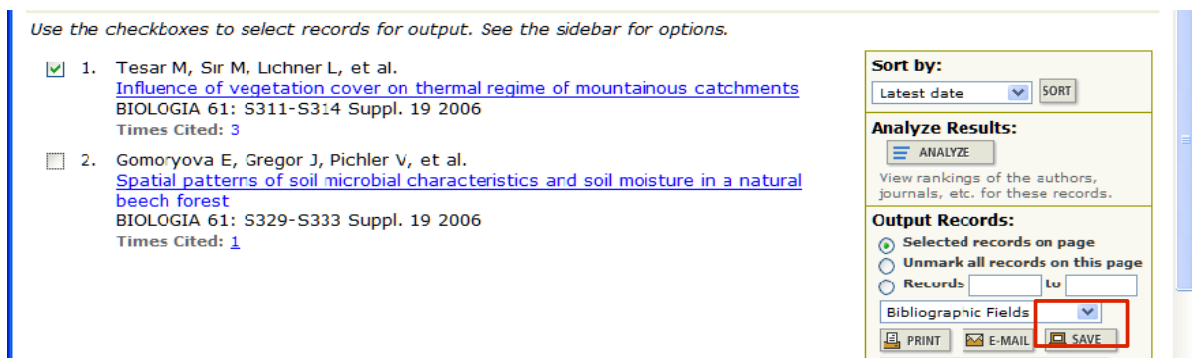 Use the checkboxes to select records for output. See the sidebar for options.
1. Tesar M, Sir M, Lichner L, et al.
Influence of vegetation cover on thermal regime of mountainous catchments
BIOLOGIA 61: S311-S314 Suppl. 19 2006
Times Cited: 3
2. Gomoryova E, Gregor J, Pichler V, et al.
Spatial patterns of soil microbial characteristics and soil moisture in a natural
beech forest
BIOLOGIA 61: S329-S333 Suppl. 19 2006
Times Cited: 1
Sort by:
Latest date SORT
Analyze Results:
ANALYZE
View rankings of the authors,
journals, etc. for these records.
Output Records:
Selected records on page
Unmark all records on this page
Records to
Bibliographic Fields
PRINT E-MAIL SAVE